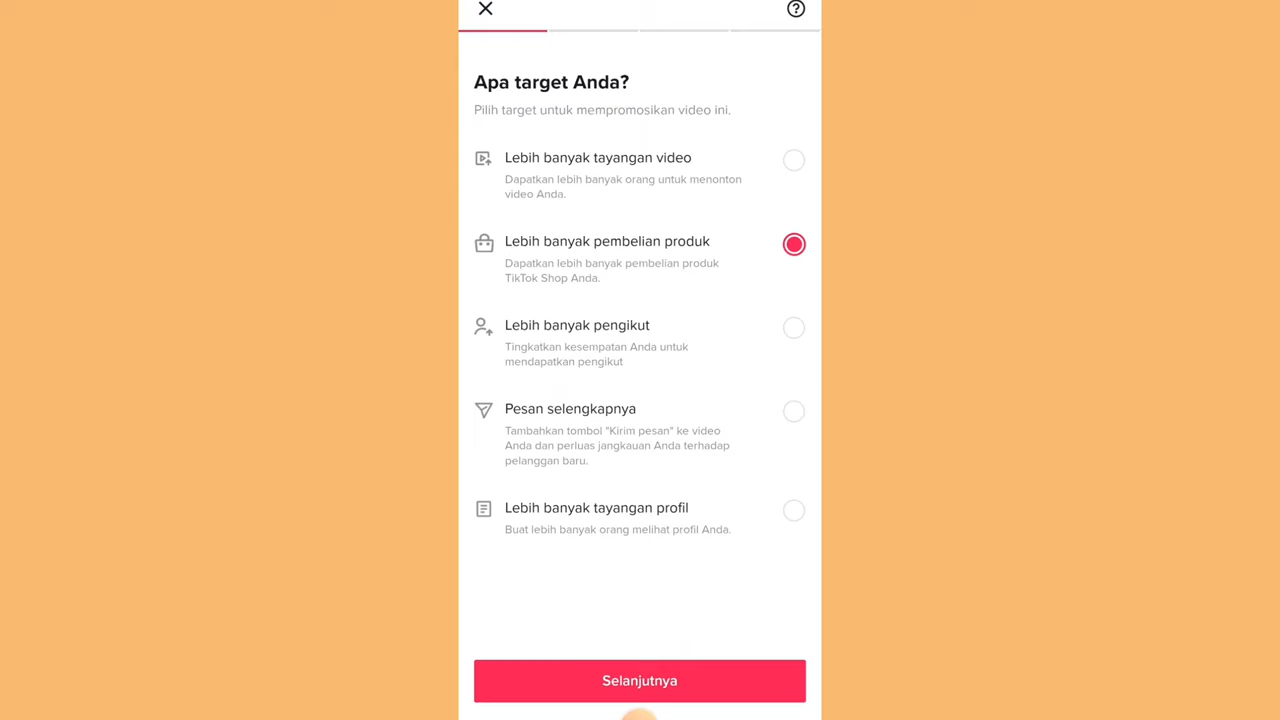 Apa target Anda?
Pilih target untuk mempromosikan video ini.
Lebih banyak tayangan video
Dapatkan lebih banyak orang untuk menonton
video Anda.
Lebih banyak pembelian produk
Dapatkan lebih banyak pembelian produk
TikTok Shop Anda.
Lebih banyak pengikut
Tingkatkan kesempatan Anda untuk
mendapatkan pengikut
Pesan selengkapnya
Tambahkan tombol "Kirim pesan" ke video
Anda dan perluas jangkauan Anda terhadap
pelanggan baru.
Lebih banyak tayangan profil
Buat lebih banyak orang melihat profil Anda.
Selanjutnya